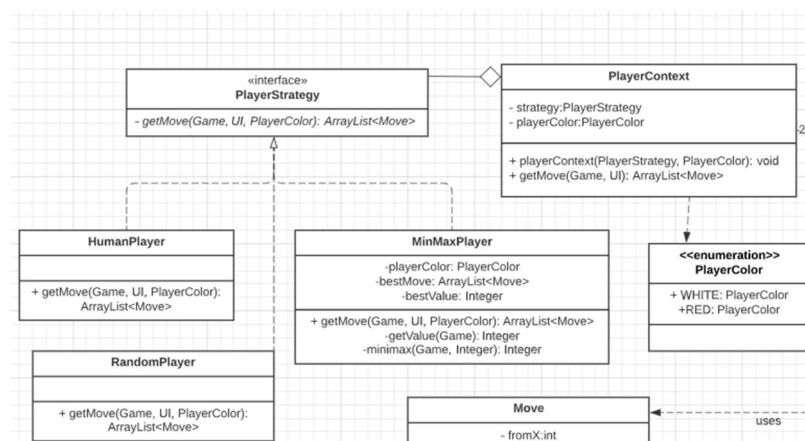 «interface»
PlayerStrategy
- getMove(Game, UI, PlayerColor): ArrayList<Move>
PlayerContext
- strategy:PlayerStrategy
- playerColor:PlayerColor
+ playerContext(PlayerStrategy, PlayerColor): void
+ getMove(Game, UI): ArrayList<Move>
-2
HumanPlayer
+ getMove(Game, UI, PlayerColor):
ArrayList<Move>
MinMaxPlayer
-playerColor: PlayerColor
-bestMove: ArrayList<Move>
-bestValue: Integer
+ getMove(Game, UI, PlayerColor): ArrayList<Move>
-getValue(Game): Integer
-minimax(Game, Integer): Integer
<<enumeration>>
PlayerColor
+ WHITE: PlayerColor
+RED: PlayerColor
RandomPlayer
+ getMove(Game, UI, PlayerColor):
ArrayList<Move>
Move
- fromX:int
uses